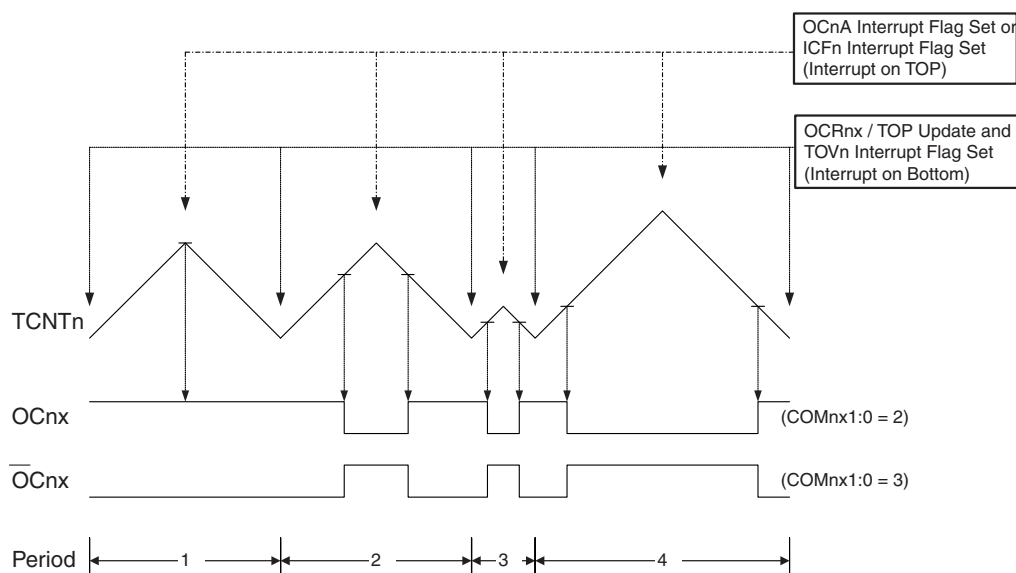 OCnA Interrupt Flag Set or
ICFn Interrupt Flag Set
(Interrupt on TOP)
OCRnx / TOP Update and
TOVn Interrupt Flag Set
(Interrupt on Bottom)
TCNTn
OCnx
(COMnx1:0 = 2)
OCnx
(COMnx1:0 = 3)
Period
1
2
3
4